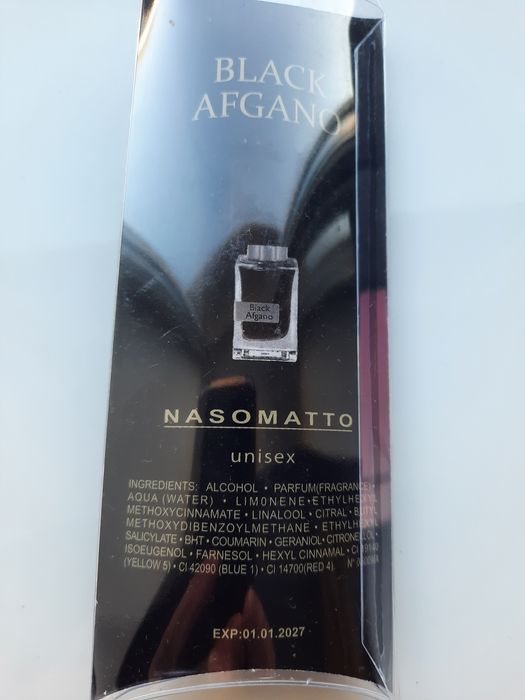 BLACK
AFGANO
Black
Afgano
NASOMATTO
unisex
INGREDIENTS: ALCOHOL • PARFUM(FRAGRANCE)•
AQUA (WATER) • LIMONENE•ETHYLHEXYL
METHOXYCINNAMATE • LINALOOL • CITRAL • BUTYL
METHOXYDIBENZOYLMETHANE • ETHYLHEXYL
SALICYLATE • BHT • COUMARIN • GERANIOL• CITRONELLOL •
ISOEUGENOL • FARNESOL • HEXYL CINNAMAL • CI 19140
(YELLOW 5) • CI 42090 (BLUE 1) • CI 14700(RED 4) N°
EXP:01.01.2027